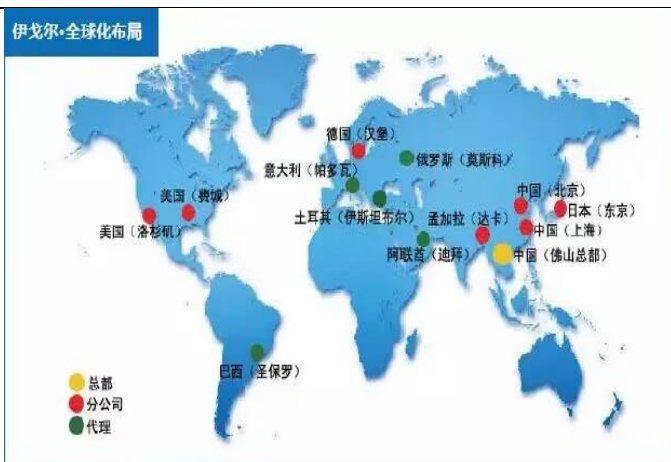 伊戈尔·全球化布局
德国（汉堡）
俄罗斯（莫斯科）
意大利（帕多瓦）
美国（费城）
中国（北京）
土耳其（伊斯坦布尔）
孟加拉（达卡）
日本（东京）
美国（洛杉矶）
中国（上海）
阿联酋（迪拜）
中国（佛山总部）
巴西（圣保罗）
总部
分公司
代理